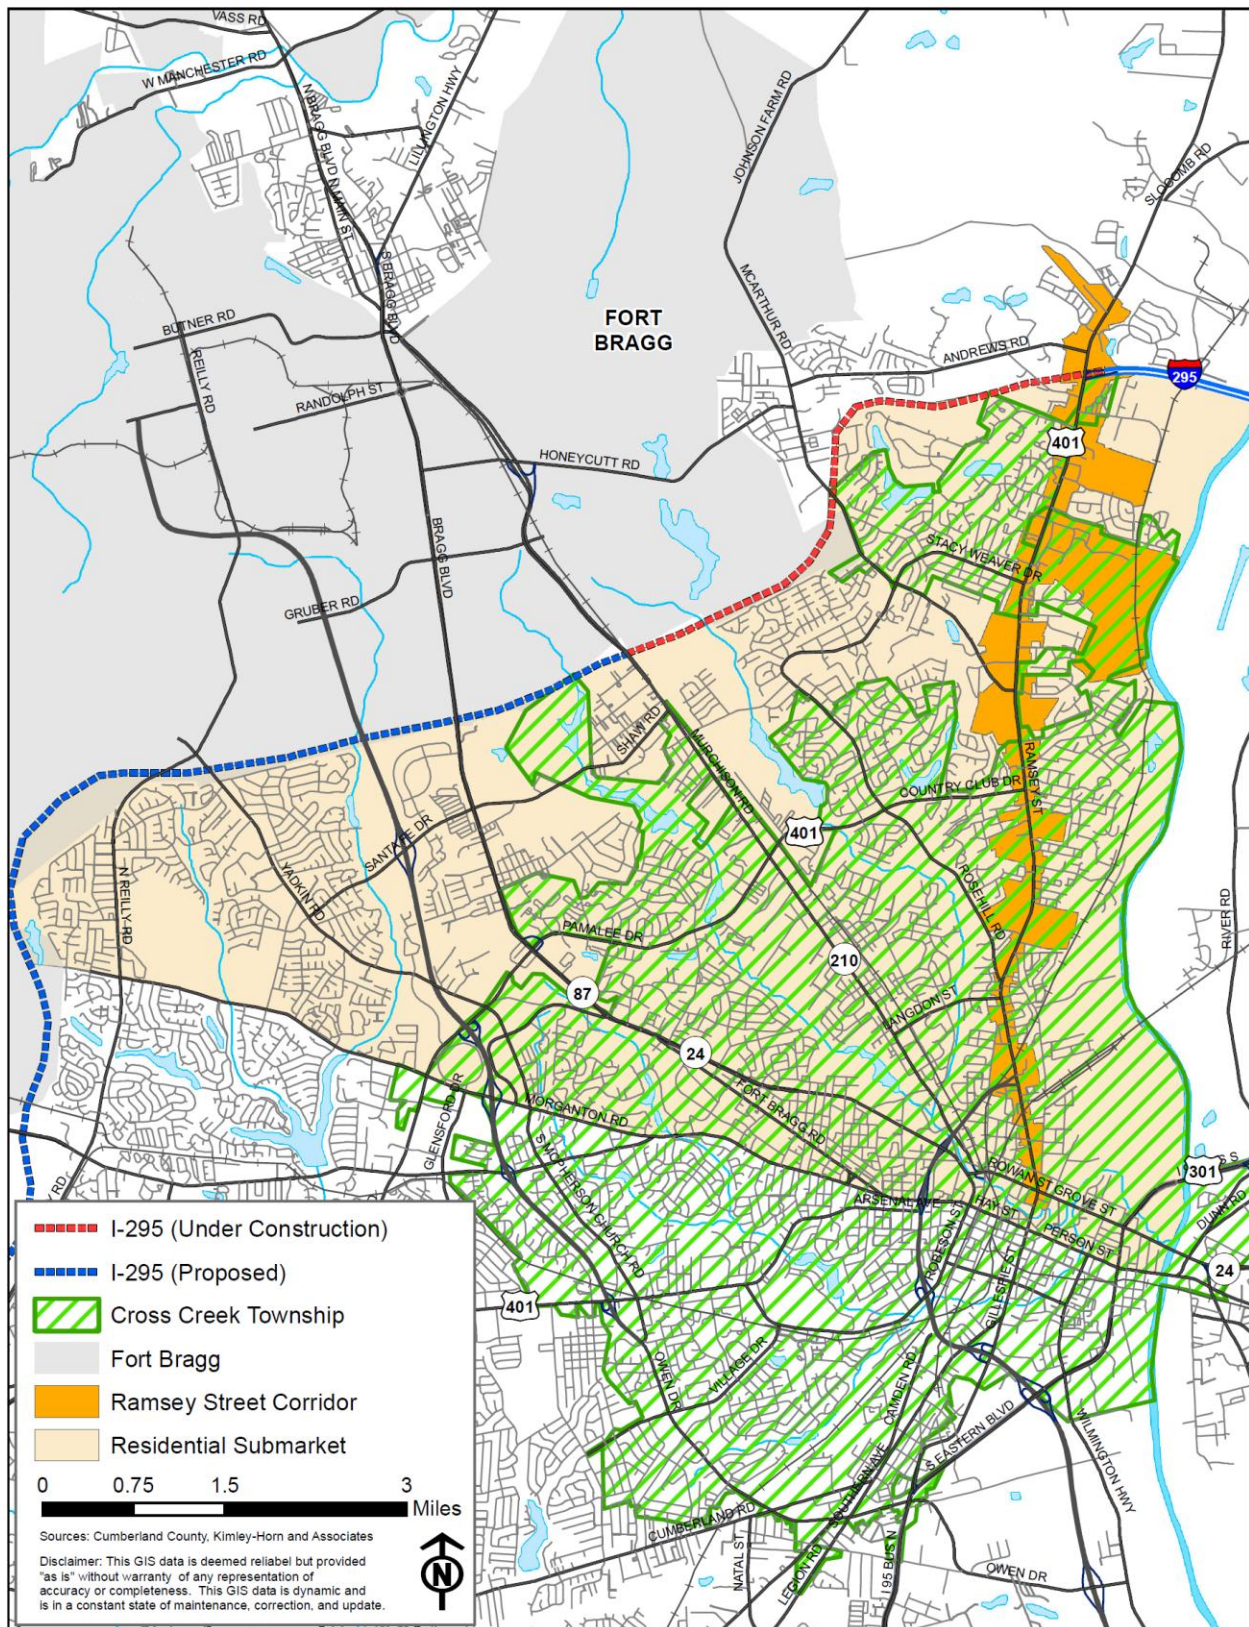 VASS RD
W MANCHESTER RD
N BRAGG BLVD
N MAIN ST
LILLINGTON HWY
S BRAGG BLVD
JOHNSON FARM RD
SLOCOMB RD
MCARTHUR RD
FORT
BRAGG
BUTNER RD
REILLY RD
RANDOLPH ST
ANDREWS RD
295
401
HONEYCUTT RD
BRAGG BLVD
STACY WEAVER DR
GRUBER RD
SHAW RD
MURCHISON RD
RAMSEY ST
COUNTRY CLUB DR
401
SANTA FE DR
YADKIN RD
N REILLY RD
ROSEHILL RD
RIVER RD
PAMALEE DR
210
87
LANGDON ST
24
FORT BRAGG RD
MORGANTON RD
GLENSFORD DR
S MCPHERSON CHURCH RD
ROWAN ST
GROVE ST
301
ARSENAL AVE
HAY ST
PERSON ST
DUNN RD
24
ROBESON ST
GILLESPIE ST
401
OWEN DR
VILLAGE DR
CAMDEN RD
S EASTERN BLVD
WILMINGTON HWY
SOUTHERN AVE
CUMBERLAND RD
NATAL ST
LEGION RD
I 95 BUS N
OWEN DR
I-295 (Under Construction)
I-295 (Proposed)
Cross Creek Township
Fort Bragg
Ramsey Street Corridor
Residential Submarket
0 0.75 1.5 3
Miles
Sources: Cumberland County, Kimley-Horn and Associates
Disclaimer: This GIS data is deemed reliabel but provided
"as is" without warranty of any representation of
accuracy or completeness. This GIS data is dynamic and
is in a constant state of maintenance, correction, and update.
N